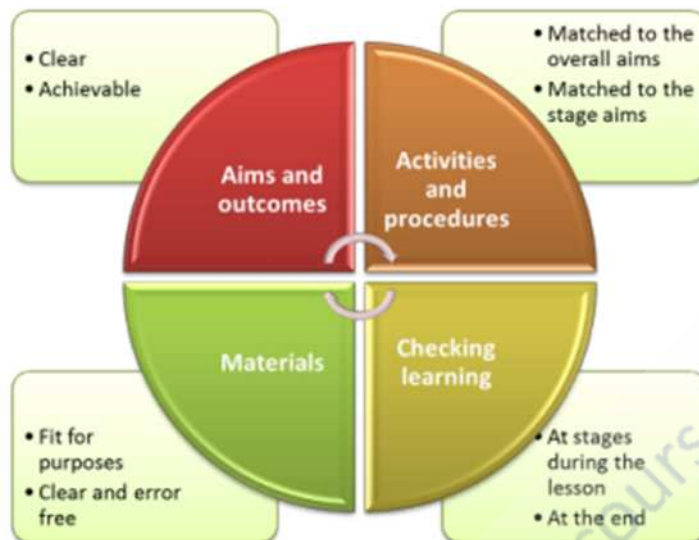 • Clear
• Achievable
• Matched to the
overall aims
• Matched to the
stage aims
Aims and
outcomes
Activities
and
procedures
Materials
Checking
learning
• Fit for
purposes
• Clear and error
free
• At stages
during the
lesson
• At the end